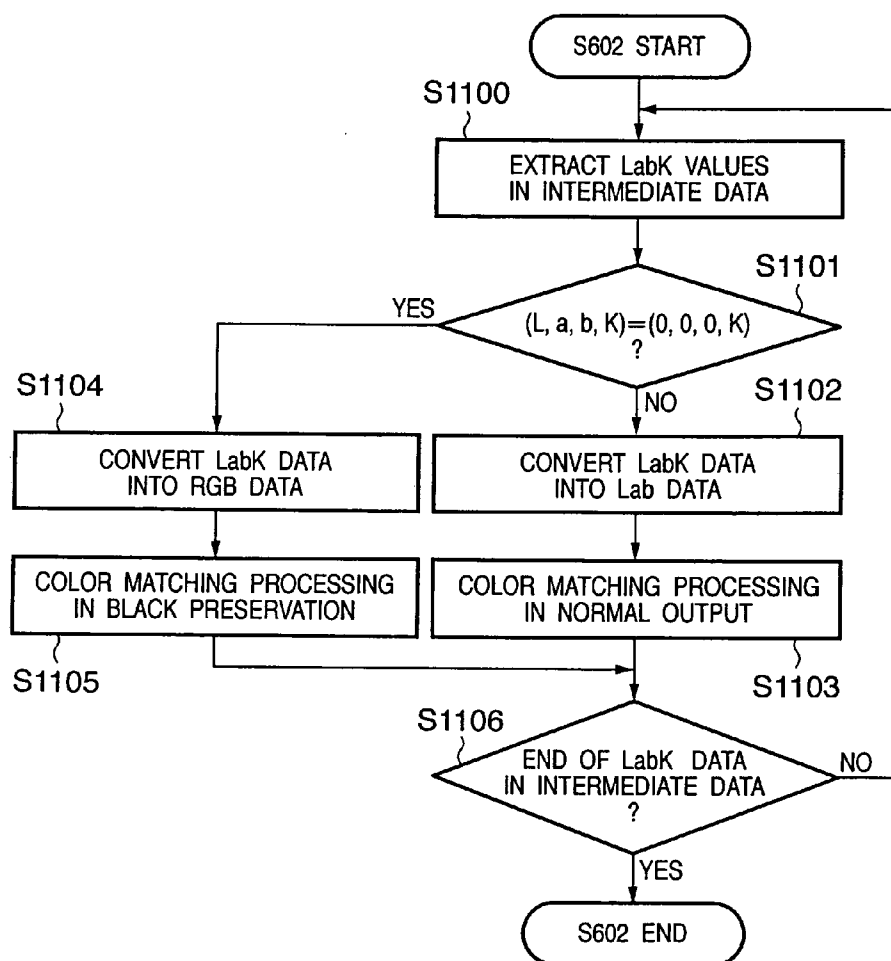 S602 START
S1100
EXTRACT LabK VALUES
IN INTERMEDIATE DATA
S1101
YES
(L, a, b, K)=(0, 0, 0, K)
?
S1104
NO
S1102
CONVERT LabK DATA
INTO RGB DATA
CONVERT LabK DATA
INTO Lab DATA
COLOR MATCHING PROCESSING
IN BLACK PRESERVATION
COLOR MATCHING PROCESSING
IN NORMAL OUTPUT
S1105
S1103
S1106
END OF LabK DATA
IN INTERMEDIATE DATA
?
NO
YES
S602 END